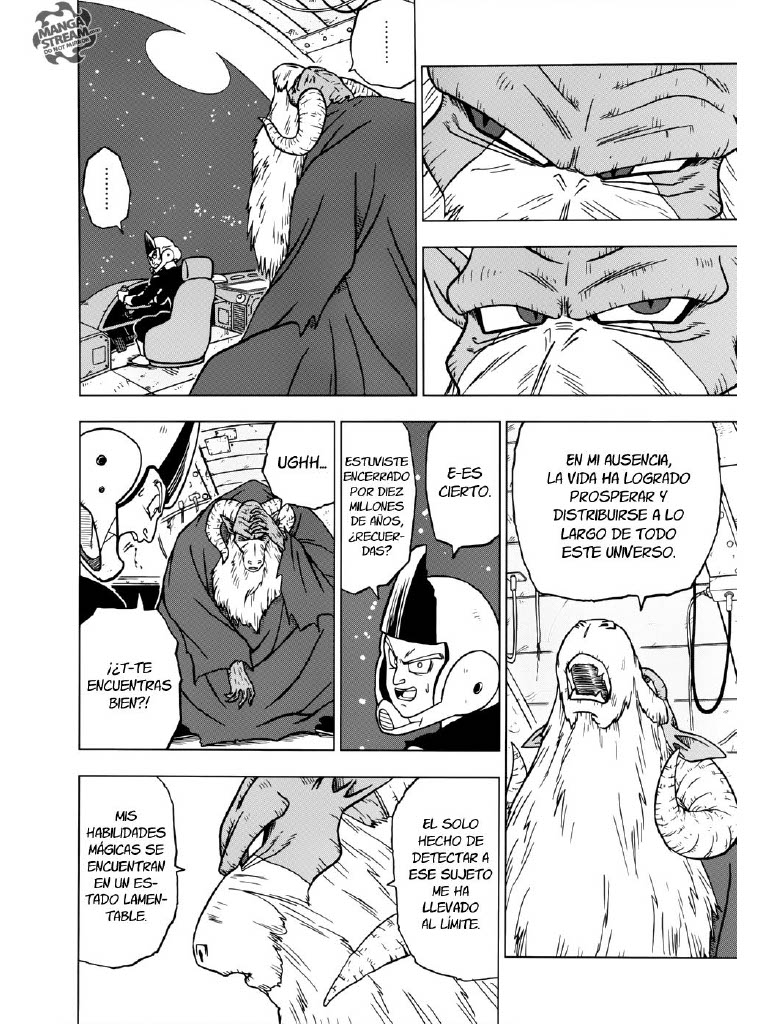 MANGA
STREAM
DO NOT MIRROR
........
........
EN MI AUSENCIA,
LA VIDA HA LOGRADO
PROSPERAR Y
DISTRIBUIRSE A LO
LARGO DE TODO
ESTE UNIVERSO.
E-ES
CIERTO.
ESTUVISTE
ENCERRADO
POR DIEZ
MILLONES
DE AÑOS,
¿RECUER-
DAS?
UGHH...
¡¿T-TE
ENCUENTRAS
BIEN?!
EL SOLO
HECHO DE
DETECTAR A
ESE SUJETO
ME HA
LLEVADO
AL LÍMITE.
MIS
HABILIDADES
MÁGICAS SE
ENCUENTRAN
EN UN ES-
TADO LAMEN-
TABLE.